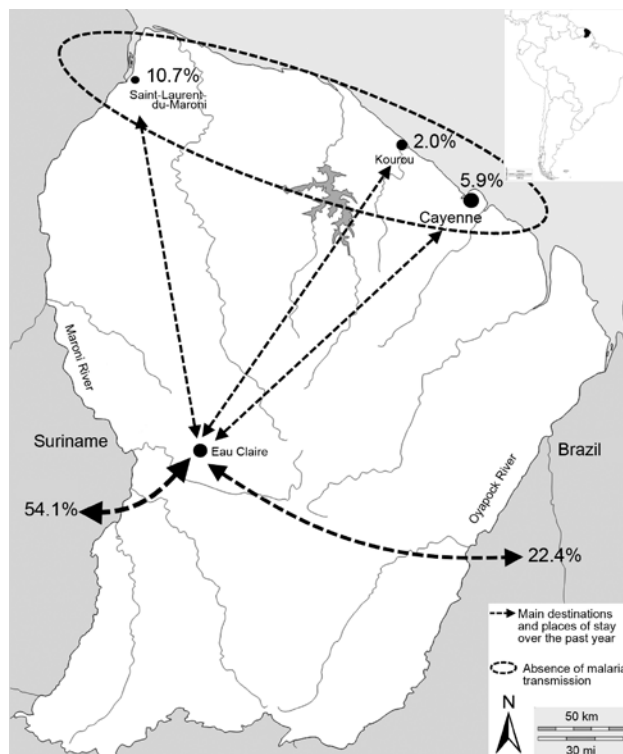 10.7%
Saint-Laurent-
du-Maroni
2.0%
Kourou
5.9%
Cayenne
Maroni River
Suriname
Eau Claire
Brazil
Oyapock River
54.1%
22.4%
Main destinations
and places of stay
over the past year
Absence of malaria
transmission
N
50 km
30 mi